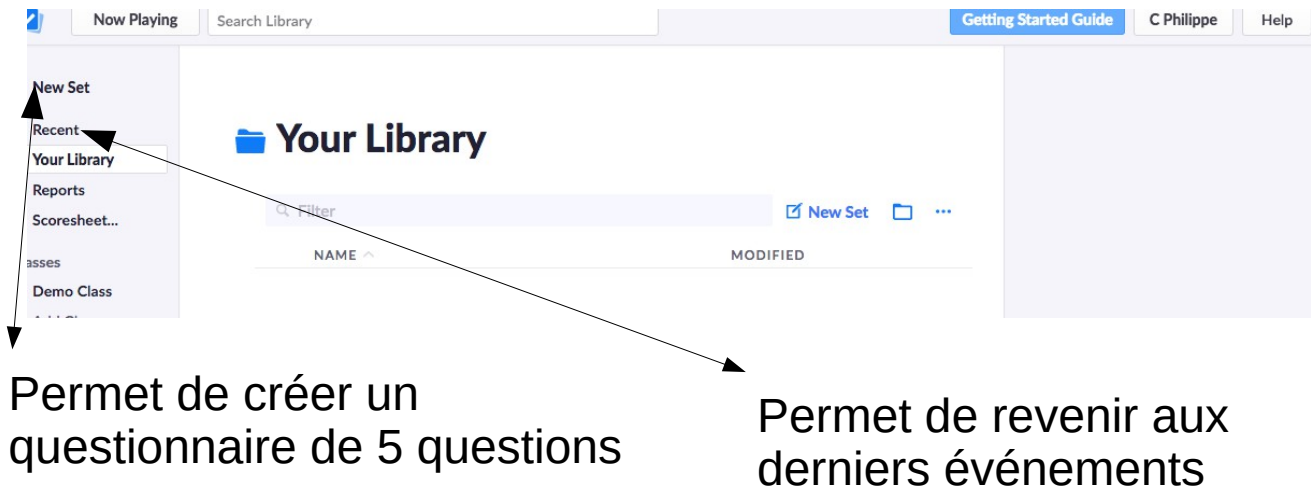 Now Playing
Search Library
Getting Started Guide
C Philippe
Help
New Set
Recent
Your Library
Reports
Scoresheet...
asses
Demo Class
Your Library
Filter
New Set
...
NAME
MODIFIED
Permet de créer un
questionnaire de 5 questions
Permet de revenir aux
derniers événements